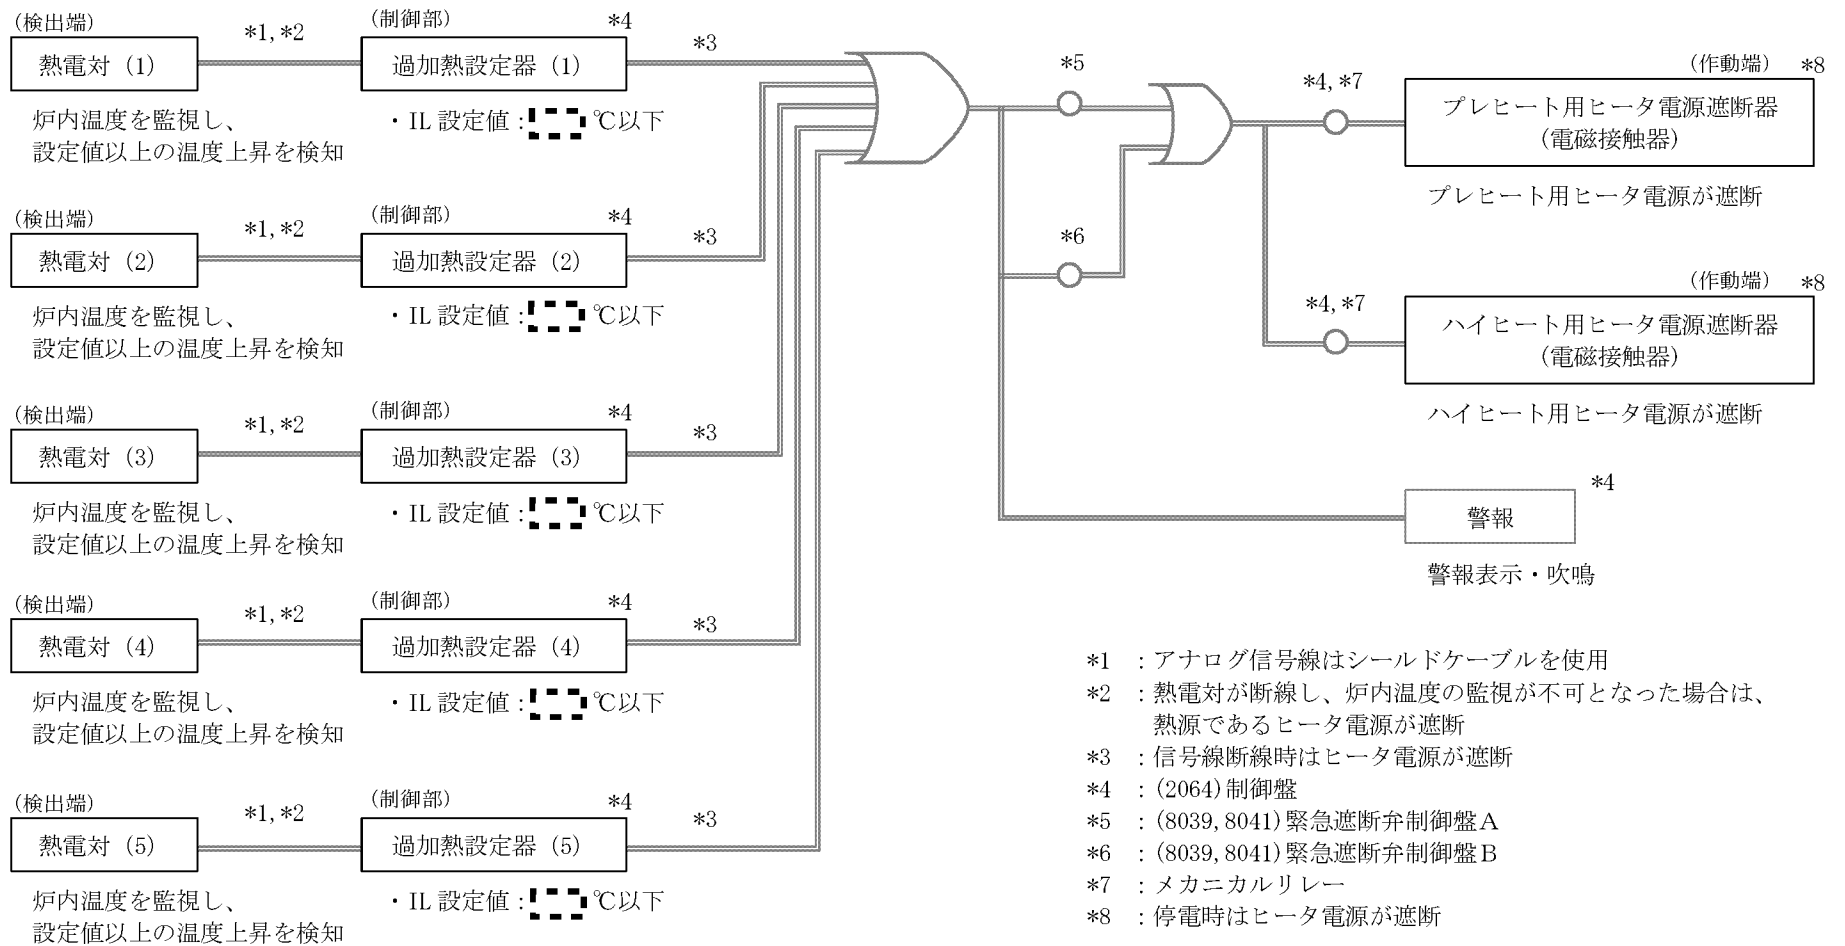 (検出端)
*1, *2
(制御部)
*4
*3
熱電対 (1)
過加熱設定器 (1)
炉内温度を監視し、
設定値以上の温度上昇を検知
・IL 設定値 : ℃以下
(検出端)
*1, *2
(制御部)
*4
*3
熱電対 (2)
過加熱設定器 (2)
炉内温度を監視し、
設定値以上の温度上昇を検知
・IL 設定値 : ℃以下
(検出端)
*1, *2
(制御部)
*4
*3
熱電対 (3)
過加熱設定器 (3)
炉内温度を監視し、
設定値以上の温度上昇を検知
・IL 設定値 : ℃以下
(検出端)
*1, *2
(制御部)
*4
*3
熱電対 (4)
過加熱設定器 (4)
炉内温度を監視し、
設定値以上の温度上昇を検知
・IL 設定値 : ℃以下
(検出端)
*1, *2
(制御部)
*4
*3
熱電対 (5)
過加熱設定器 (5)
炉内温度を監視し、
設定値以上の温度上昇を検知
・IL 設定値 : ℃以下
*5
*6
*4, *7
(作動端)
*8
プレヒート用ヒータ電源遮断器
(電磁接触器)
プレヒート用ヒータ電源が遮断
*4, *7
(作動端)
*8
ハイヒート用ヒータ電源遮断器
(電磁接触器)
ハイヒート用ヒータ電源が遮断
*4
警報
警報表示・吹鳴
*1 : アナログ信号線はシールドケーブルを使用
*2 : 熱電対が断線し、炉内温度の監視が不可となった場合は、
熱源であるヒータ電源が遮断
*3 : 信号線断線時はヒータ電源が遮断
*4 : (2064)制御盤
*5 : (8039, 8041)緊急遮断弁制御盤A
*6 : (8039, 8041)緊急遮断弁制御盤B
*7 : メカニカルリレー
*8 : 停電時はヒータ電源が遮断